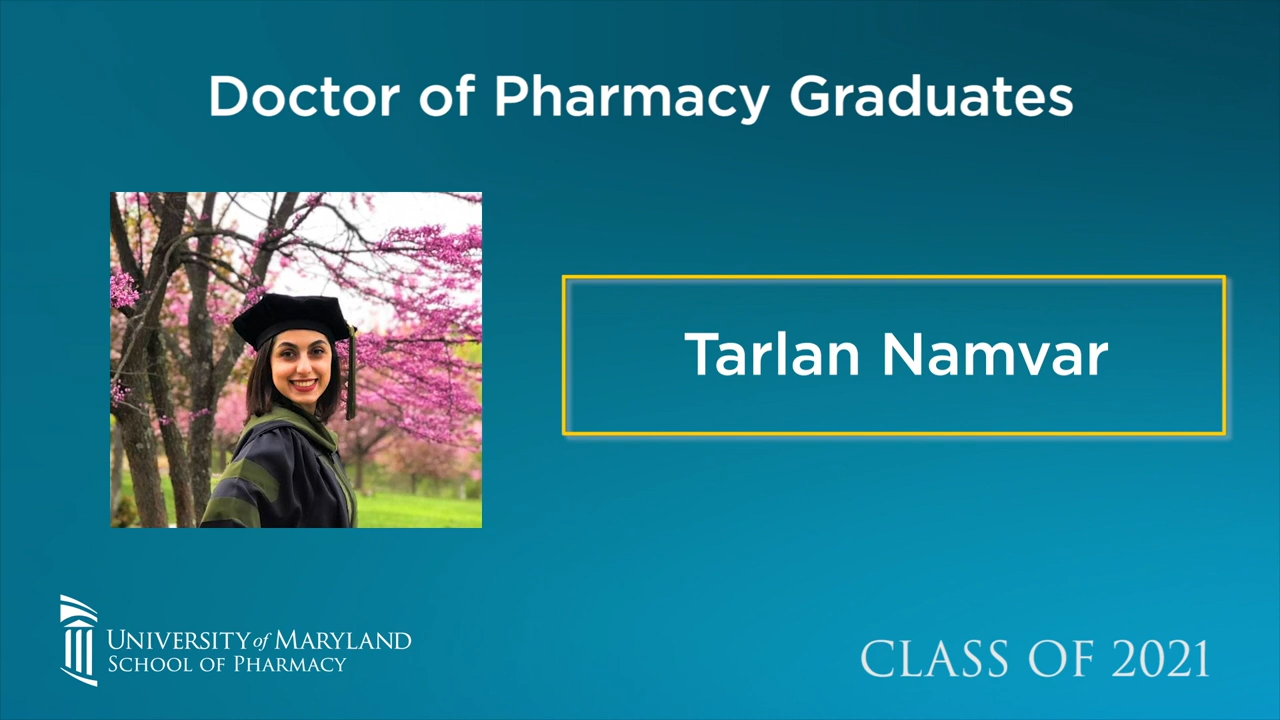 Doctor of Pharmacy Graduates
Tarlan Namvar
UNIVERSITY of MARYLAND
SCHOOL OF PHARMACY
CLASS OF 2021